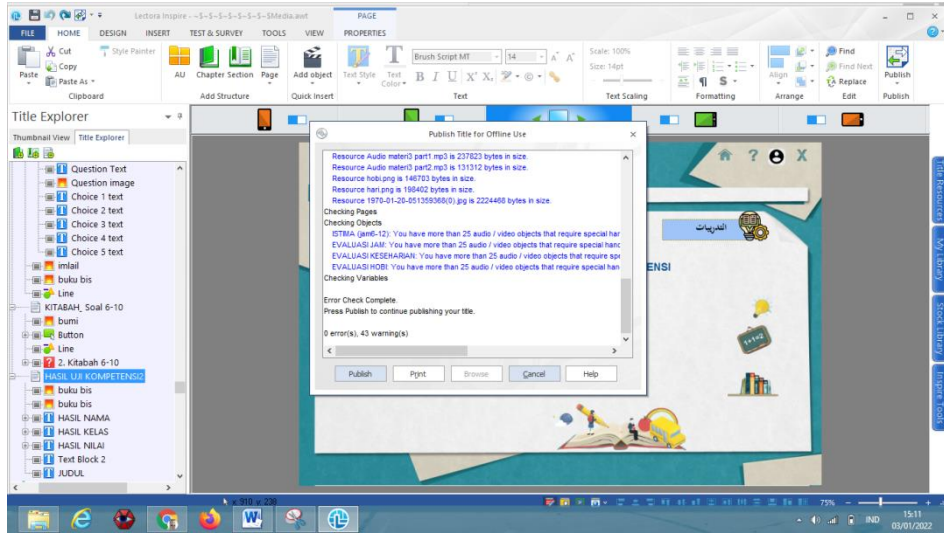 Lectora Inspire - ~$~$~$~$~$~$~$~$Media.awt
PAGE
FILE HOME DESIGN INSERT TEST & SURVEY TOOLS VIEW PROPERTIES
Paste
Cut
Copy
Paste As
Style Painter
AU
Chapter
Section
Page
Add object
Text Style
Text Color
Brush Script MT
14
B I U X' X,
Scale: 100%
Size: 14pt
Align
Find
Find Next
Replace
Publish
Clipboard
Add Structure
Quick Insert
Text
Text Scaling
Formatting
Arrange
Edit
Publish
Title Explorer
Thumbnail View Title Explorer
Question Text
Question image
Choice 1 text
Choice 2 text
Choice 3 text
Choice 4 text
Choice 5 text
imlail
buku bis
Line
KITABAH_ Soal 6-10
bumi
Button
Line
2. Kitabah 6-10
HASIL UJI KOMPETENSI2
buku bis
buku bis
HASIL NAMA
HASIL KELAS
HASIL NILAI
Text Block 2
JUDUL
Publish Title for Offline Use
Resource Audio materi3 part1.mp3 is 237823 bytes in size.
Resource Audio materi3 part2.mp3 is 131312 bytes in size.
Resource hobi.png is 146703 bytes in size.
Resource hari.png is 198402 bytes in size.
Resource 1970-01-20-051359368(0).jpg is 2224466 bytes in size
Checking Pages
Checking Objects
ISTIMA (jam6-12): You have more than 25 audio / video objects that require special har
EVALUASI JAM: You have more than 25 audio / video objects that require special hanc
EVALUASI KESEHARIAN: You have more than 25 audio / video objects that require spe
EVALUASI HOBI: You have more than 25 audio / video objects that require special han
Checking Variables
Error Check Complete.
Press Publish to continue publishing your title.
0 error(s), 43 warning(s)
Publish Print Browse Cancel Help
? X
التدريبات
ENSI
1+1=2
Title Resources
My Library
Stock Library
Inspire Tools
x: 910 y: 238
75%
IND
15:11
03/01/2022